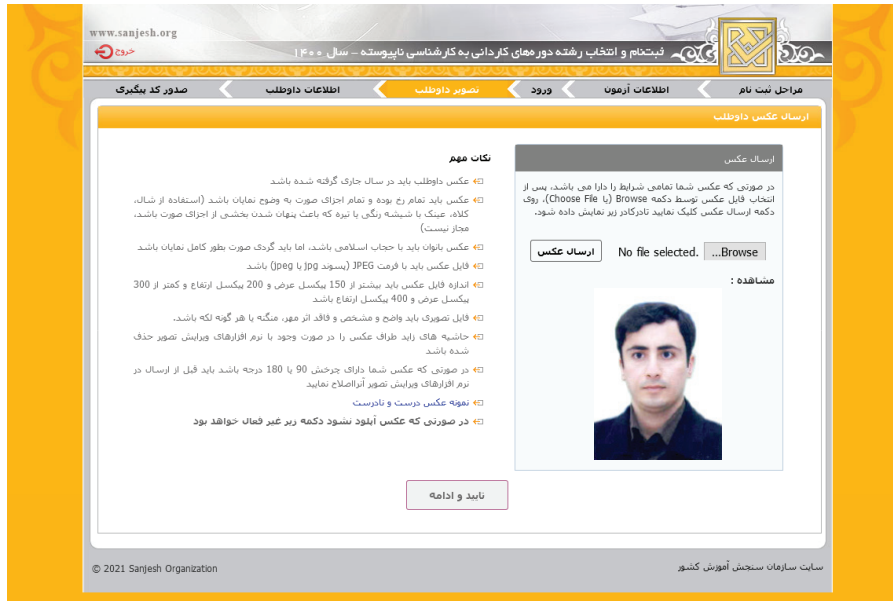 www.sanjesh.org
خروج
ثبتنام و انتخاب رشته دوره‌های کاردانی به کارشناسی ناپیوسته - سال ۱۴۰۰
مراحل ثبت نام
اطلاعات آزمون
ورود
تصویر داوطلب
اطلاعات داوطلب
صدور کد پیگیری
ارسال عکس داوطلب
ارسال عکس
در صورتی که عکس شما تمامی شرایط را دارا می باشد، پس از
انتخاب فایل عکس توسط دکمه Browse (یا Choose File)، روی
دکمه ارسال عکس کلیک نمایید تادرکادر زیر نمایش داده شود.
Browse...
No file selected.
ارسال عکس
مشاهده :
نکات مهم
عکس داوطلب باید در سال جاری گرفته شده باشد
عکس باید تمام رخ بوده و تمام اجزای صورت به وضوح نمایان باشد (استفاده از شال،
کلاه، عینک با شیشه رنگی یا تیره که باعث پنهان شدن بخشی از اجزای صورت باشد،
مجاز نیست)
عکس بانوان باید با حجاب اسلامی باشد، اما باید گردی صورت بطور کامل نمایان باشد
فایل عکس باید با فرمت JPEG (پسوند jpg یا jpeg) باشد
اندازه فایل عکس باید بیشتر از 150 پیکسل عرض و 200 پیکسل ارتفاع و کمتر از 300
پیکسل عرض و 400 پیکسل ارتفاع باشد
فایل تصویری باید واضح و مشخص و فاقد اثر مهر، منگنه یا هر گونه لکه باشد.
حاشیه های زاید طراف عکس را در صورت وجود با نرم افزارهای ویرایش تصویر حذف
شده باشد
در صورتی که عکس شما دارای چرخش 90 یا 180 درجه باشد باید قبل از ارسال در
نرم افزارهای ویرایش تصویر آنرااصلاح نمایید
نمونه عکس درست و نادرست
در صورتی که عکس آپلود نشود دکمه زیر غیر فعال خواهد بود
تایید و ادامه
سایت سازمان سنجش آموزش کشور
© 2021 Sanjesh Organization